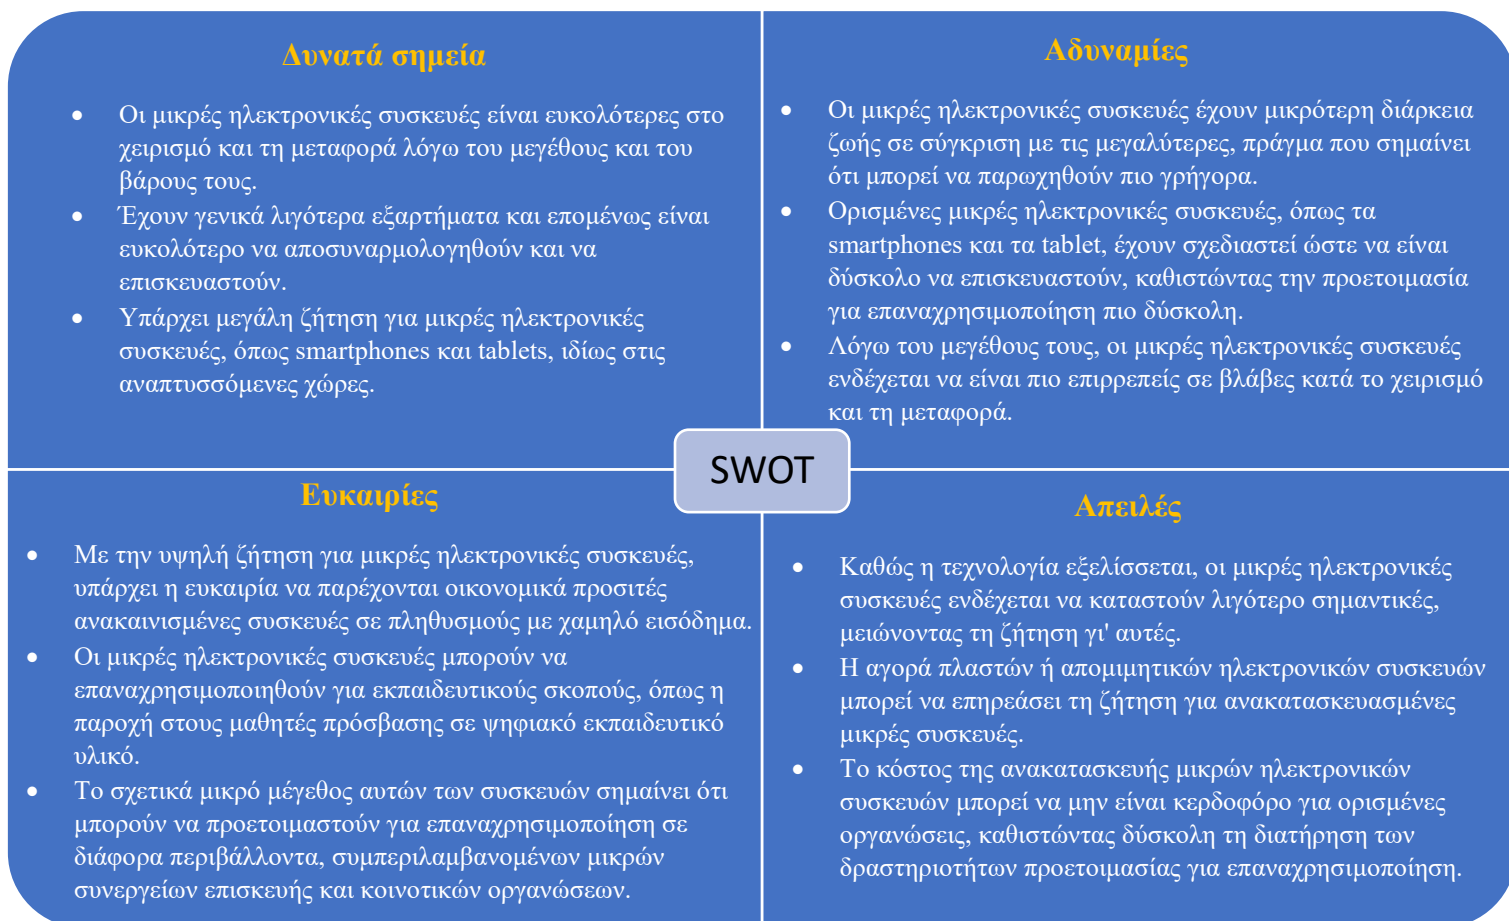 Δυνατά σημεία
• Οι μικρές ηλεκτρονικές συσκευές είναι ευκολότερες στο
χειρισμό και τη μεταφορά λόγω του μεγέθους και του
βάρους τους.
• Έχουν γενικά λιγότερα εξαρτήματα και επομένως είναι
ευκολότερο να αποσυναρμολογηθούν και να
επισκευαστούν.
• Υπάρχει μεγάλη ζήτηση για μικρές ηλεκτρονικές
συσκευές, όπως smartphones και tablets, ιδίως στις
αναπτυσσόμενες χώρες.
Αδυναμίες
• Οι μικρές ηλεκτρονικές συσκευές έχουν μικρότερη διάρκεια
ζωής σε σύγκριση με τις μεγαλύτερες, πράγμα που σημαίνει
ότι μπορεί να παρωχηθούν πιο γρήγορα.
• Ορισμένες μικρές ηλεκτρονικές συσκευές, όπως τα
smartphones και τα tablet, έχουν σχεδιαστεί ώστε να είναι
δύσκολο να επισκευαστούν, καθιστώντας την προετοιμασία
για επαναχρησιμοποίηση πιο δύσκολη.
• Λόγω του μεγέθους τους, οι μικρές ηλεκτρονικές συσκευές
ενδέχεται να είναι πιο επιρρεπείς σε βλάβες κατά το χειρισμό
και τη μεταφορά.
SWOT
Ευκαιρίες
• Με την υψηλή ζήτηση για μικρές ηλεκτρονικές συσκευές,
υπάρχει η ευκαιρία να παρέχονται οικονομικά προσιτές
ανακαινισμένες συσκευές σε πληθυσμούς με χαμηλό εισόδημα.
• Οι μικρές ηλεκτρονικές συσκευές μπορούν να
επαναχρησιμοποιηθούν για εκπαιδευτικούς σκοπούς, όπως η
παροχή στους μαθητές πρόσβασης σε ψηφιακό εκπαιδευτικό
υλικό.
• Το σχετικά μικρό μέγεθος αυτών των συσκευών σημαίνει ότι
μπορούν να προετοιμαστούν για επαναχρησιμοποίηση σε
διάφορα περιβάλλοντα, συμπεριλαμβανομένων μικρών
συνεργείων επισκευής και κοινοτικών οργανώσεων.
Απειλές
• Καθώς η τεχνολογία εξελίσσεται, οι μικρές ηλεκτρονικές
συσκευές ενδέχεται να καταστούν λιγότερο σημαντικές,
μειώνοντας τη ζήτηση γι' αυτές.
• Η αγορά πλαστών ή απομιμητικών ηλεκτρονικών συσκευών
μπορεί να επηρεάσει τη ζήτηση για ανακατασκευασμένες
μικρές συσκευές.
• Το κόστος της ανακατασκευής μικρών ηλεκτρονικών
συσκευών μπορεί να μην είναι κερδοφόρο για ορισμένες
οργανώσεις, καθιστώντας δύσκολη τη διατήρηση των
δραστηριοτήτων προετοιμασίας για επαναχρησιμοποίηση.